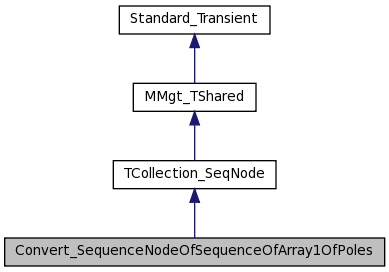 Standard_Transient
MMgt_TShared
TCollection_SeqNode
Convert_SequenceNodeOfSequenceOfArray1OfPoles